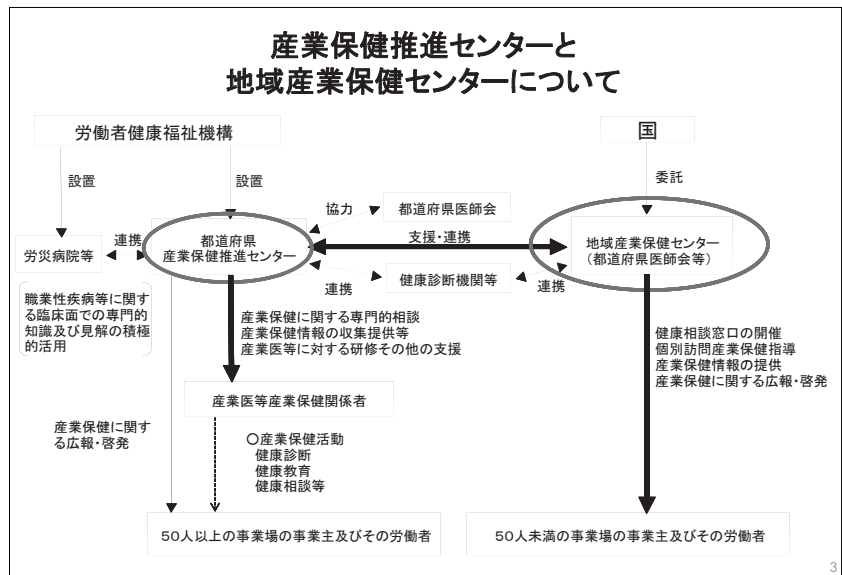 産業保健推進センターと
地域産業保健センターについて
労働者健康福祉機構
国
設置
設置
委託
協力
都道府県医師会
労災病院等
連携
都道府県
産業保健推進センター
支援・連携
地域産業保健センター
（都道府県医師会等）
連携
健康診断機関等
連携
職業性疾病等に関す
る臨床面での専門的
知識及び見解の積極
的活用
産業保健に関する専門的相談
産業保健情報の収集提供等
産業医等に対する研修その他の支援
健康相談窓口の開催
個別訪問産業保健指導
産業保健情報の提供
産業保健に関する広報・啓発
産業医等産業保健関係者
産業保健に関す
る広報・啓発
○産業保健活動
健康診断
健康教育
健康相談等
50人以上の事業場の事業主及びその労働者
50人未満の事業場の事業主及びその労働者
3